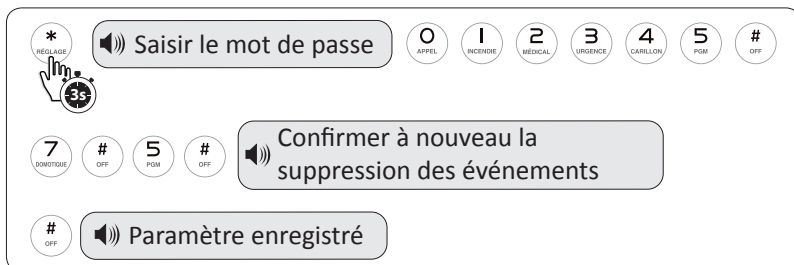 * RÉGLAGE 3s Saisir le mot de passe 0 APPEL 1 INCENDIE 2 MÉDICAL 3 URGENCE 4 CARILLON 5 PGM # OFF
7 DOMOTIQUE # OFF 5 PGM # OFF Confirmer à nouveau la
suppression des événements
# OFF Paramètre enregistré